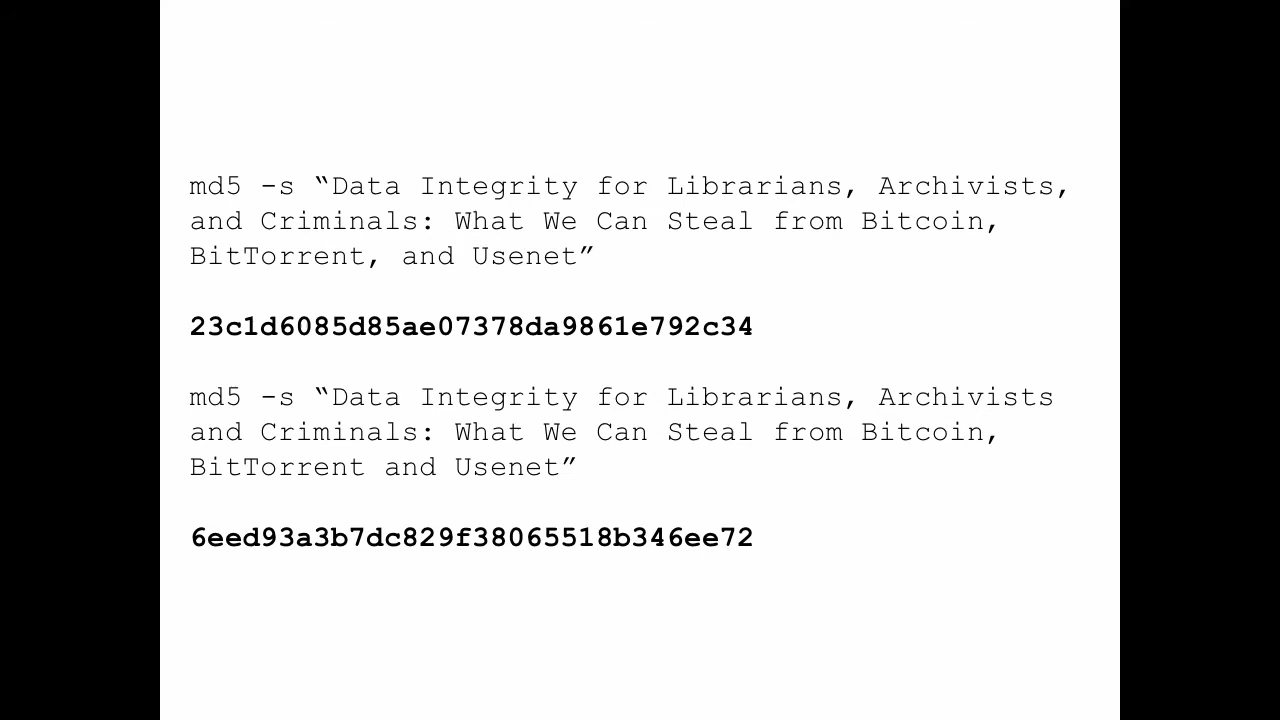 md5 -s “Data Integrity for Librarians, Archivists,
and Criminals: What We Can Steal from Bitcoin,
BitTorrent, and Usenet”
23c1d6085d85ae07378da9861e792c34
md5 -s “Data Integrity for Librarians, Archivists
and Criminals: What We Can Steal from Bitcoin,
BitTorrent and Usenet”
6eed93a3b7dc829f38065518b346ee72